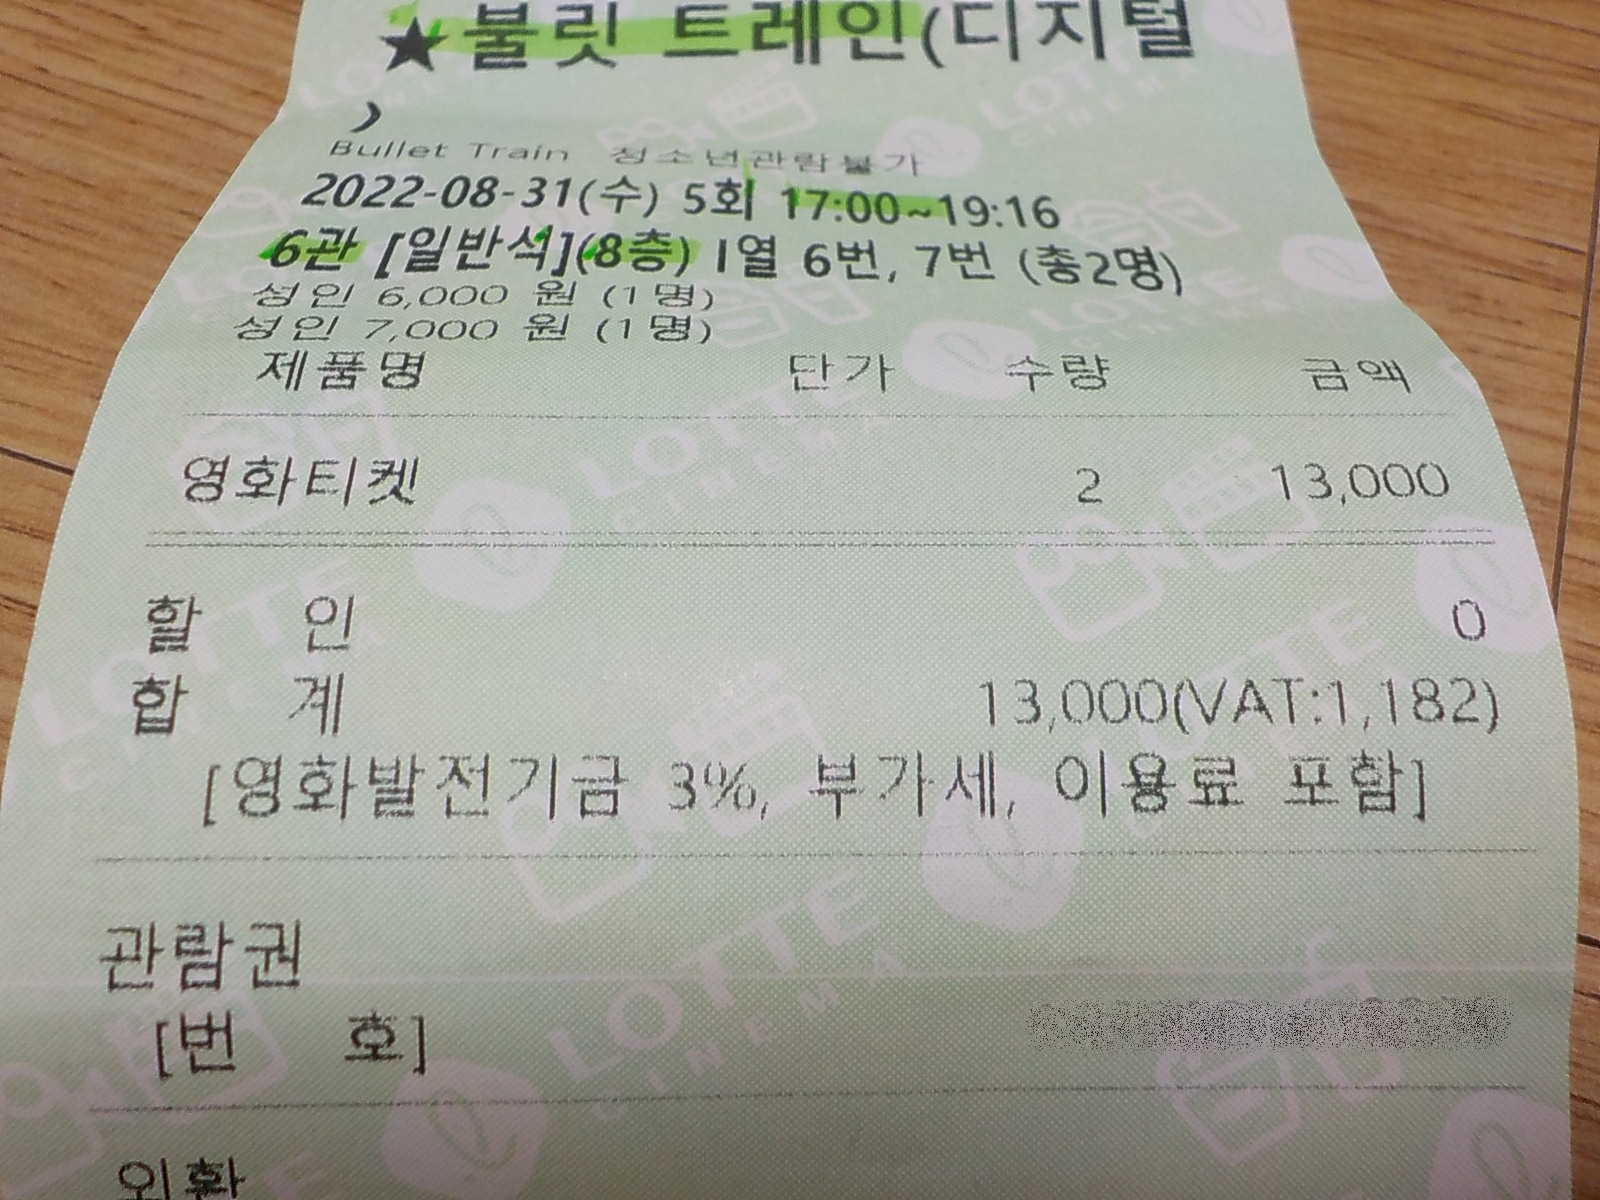 ★불릿 트레인(디지털
)
Bullet Train 청소년관람불가
2022-08-31(수) 5회 17:00~19:16
6관 [일반석](8층) I열 6번, 7번 (총2명)
성인 6,000 원 (1명)
성인 7,000 원 (1명)
제품명 단가 수량 금액
영화티켓 2 13,000
할 인 0
합 계 13,000(VAT:1,182)
[영화발전기금 3%, 부가세, 이용료 포함]
관람권
[번 호]
LOTTE CINEMA